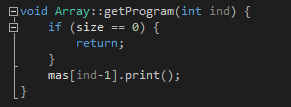 void Array::getProgram(int ind) {
    if (size == 0) {
        return;
    }
    mas[ind-1].print();
}